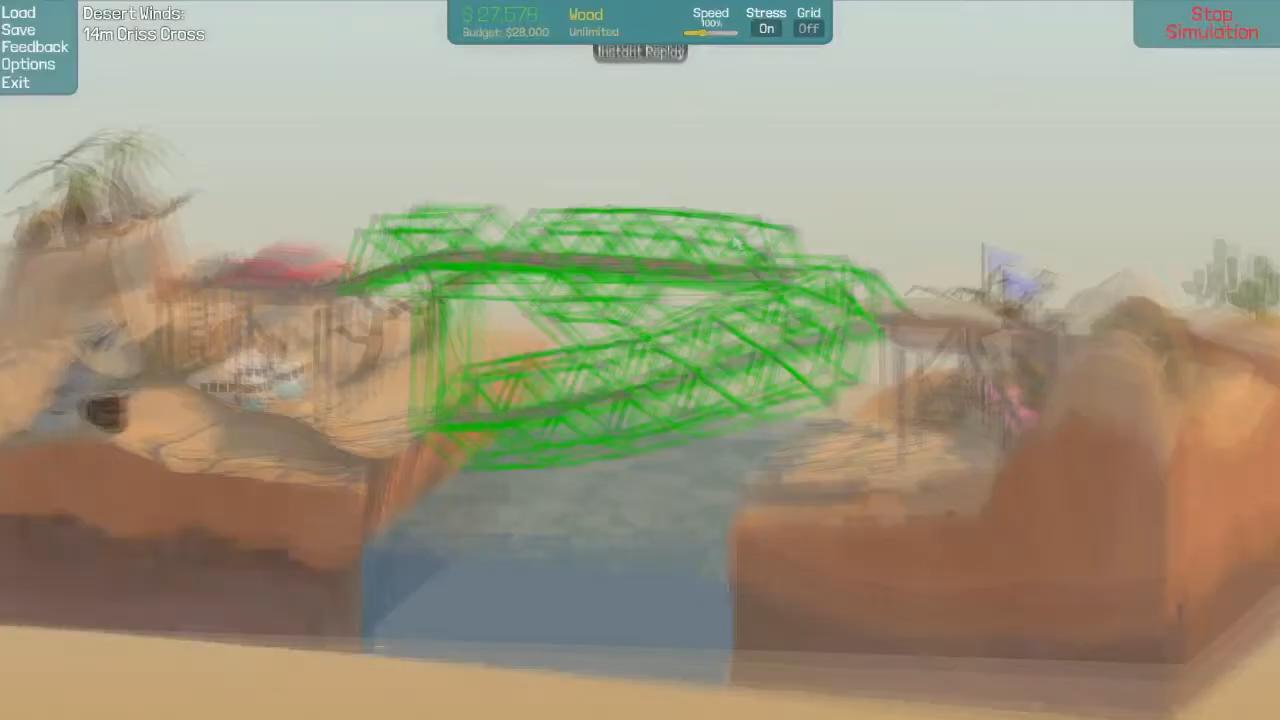 Load
Save
Feedback
Options
Exit
Desert Winds:
14m Criss Cross
$ 27,578
Budget: $28,000
Wood
Unlimited
Speed
100%
Stress
On
Grid
Off
Instant Replay
Stop
Simulation